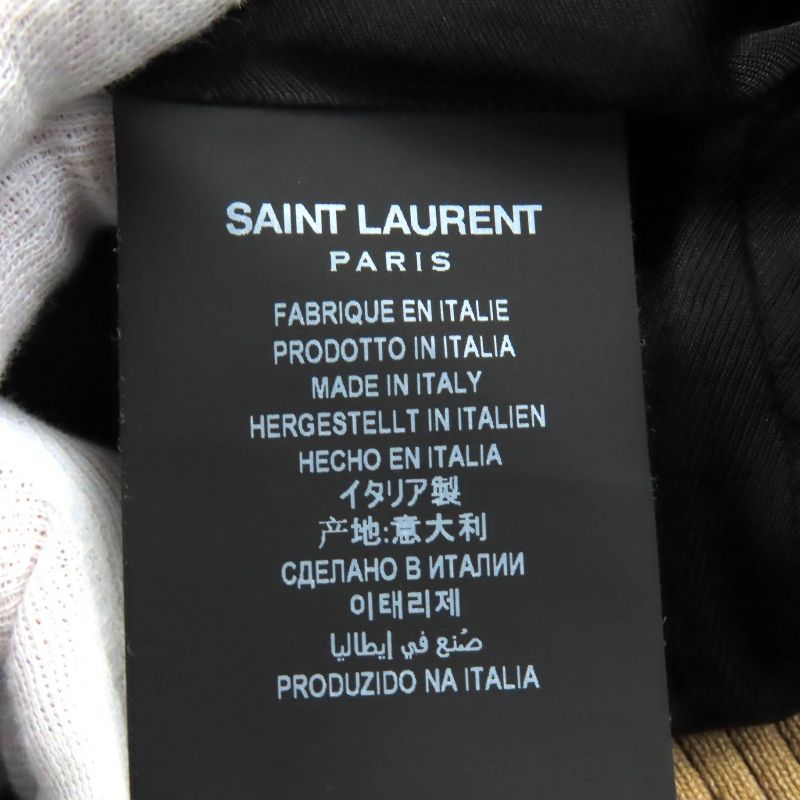 SAINT LAURENT
PARIS
FABRIQUE EN ITALIE
PRODOTTO IN ITALIA
MADE IN ITALY
HERGESTELLT IN ITALIEN
HECHO EN ITALIA
イタリア製
产地:意大利
СДЕЛАНО В ИТАЛИИ
이태리제
صُنع في إيطاليا
PRODUZIDO NA ITALIA